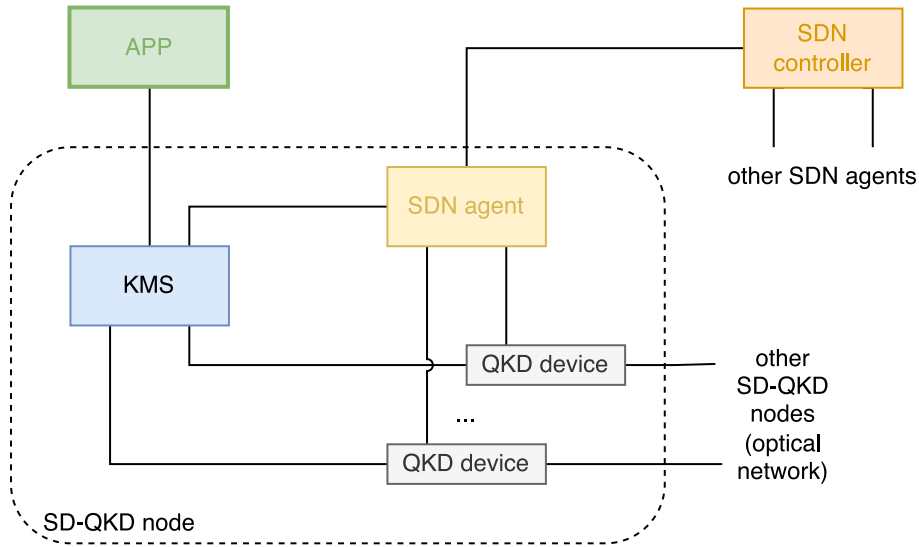 APP
SDN
controller
other SDN agents
SDN agent
KMS
QKD device
...
QKD device
other
SD-QKD
nodes
(optical
network)
SD-QKD node